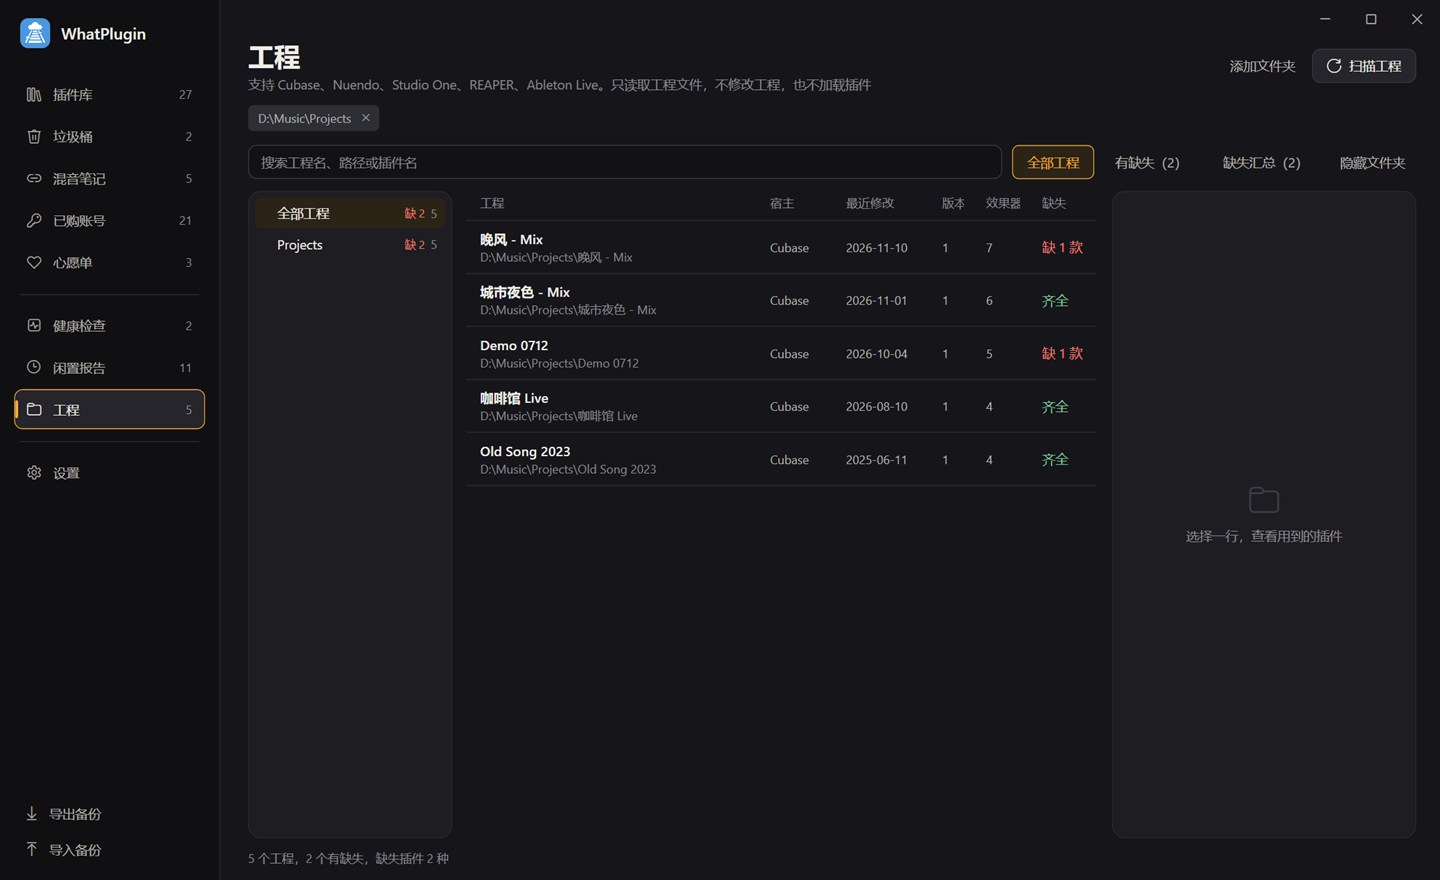 WhatPlugin
插件库 27
垃圾桶 2
混音笔记 5
已购账号 21
心愿单 3
健康检查 2
闲置报告 11
工程 5
设置
导出备份
导入备份
工程
支持 Cubase、Nuendo、Studio One、REAPER、Ableton Live。只读取工程文件，不修改工程，也不加载插件
添加文件夹
扫描工程
D:\Music\Projects ×
搜索工程名、路径或插件名
全部工程
有缺失（2）
缺失汇总（2）
隐藏文件夹
全部工程 缺 2 5
Projects 缺 2 5
工程 宿主 最近修改 版本 效果器 缺失
晚风 - Mix
D:\Music\Projects\晚风 - Mix
Cubase 2026-11-10 1 7 缺 1 款
城市夜色 - Mix
D:\Music\Projects\城市夜色 - Mix
Cubase 2026-11-01 1 6 齐全
Demo 0712
D:\Music\Projects\Demo 0712
Cubase 2026-10-04 1 5 缺 1 款
咖啡馆 Live
D:\Music\Projects\咖啡馆 Live
Cubase 2026-08-10 1 4 齐全
Old Song 2023
D:\Music\Projects\Old Song 2023
Cubase 2025-06-11 1 4 齐全
选择一行，查看用到的插件
5 个工程，2 个有缺失，缺失插件 2 种